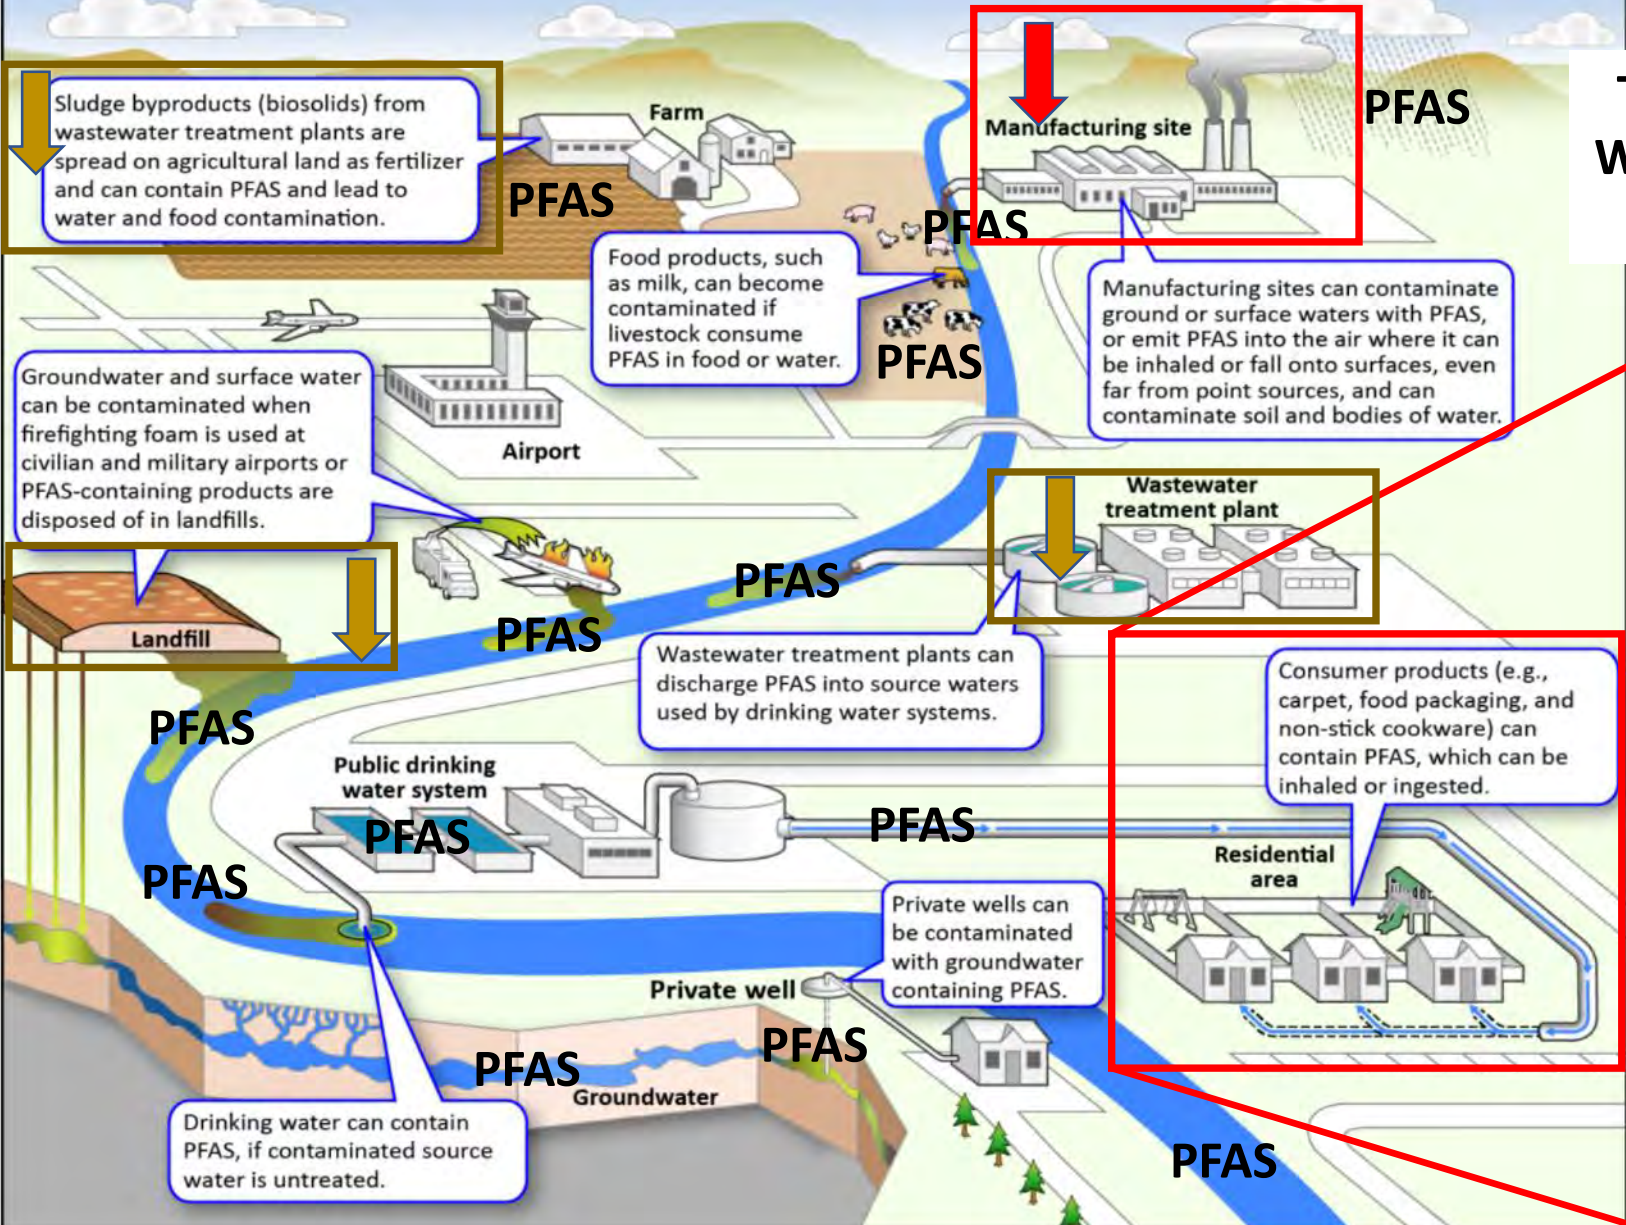 Sludge byproducts (biosolids) from
wastewater treatment plants are
spread on agricultural land as fertilizer
and can contain PFAS and lead to
water and food contamination.
Farm
PFAS
Manufacturing site
PFAS
PFAS
Food products, such
as milk, can become
contaminated if
livestock consume
PFAS in food or water.
PFAS
Manufacturing sites can contaminate
ground or surface waters with PFAS,
or emit PFAS into the air where it can
be inhaled or fall onto surfaces, even
far from point sources, and can
contaminate soil and bodies of water.
Groundwater and surface water
can be contaminated when
firefighting foam is used at
civilian and military airports or
PFAS-containing products are
disposed of in landfills.
Airport
Wastewater
treatment plant
PFAS
PFAS
Landfill
Wastewater treatment plants can
discharge PFAS into source waters
used by drinking water systems.
Consumer products (e.g.,
carpet, food packaging, and
non-stick cookware) can
contain PFAS, which can be
inhaled or ingested.
PFAS
Public drinking
water system
PFAS
PFAS
Residential
area
PFAS
Private wells can
be contaminated
with groundwater
containing PFAS.
Private well
PFAS
PFAS
Groundwater
Drinking water can contain
PFAS, if contaminated source
water is untreated.
PFAS